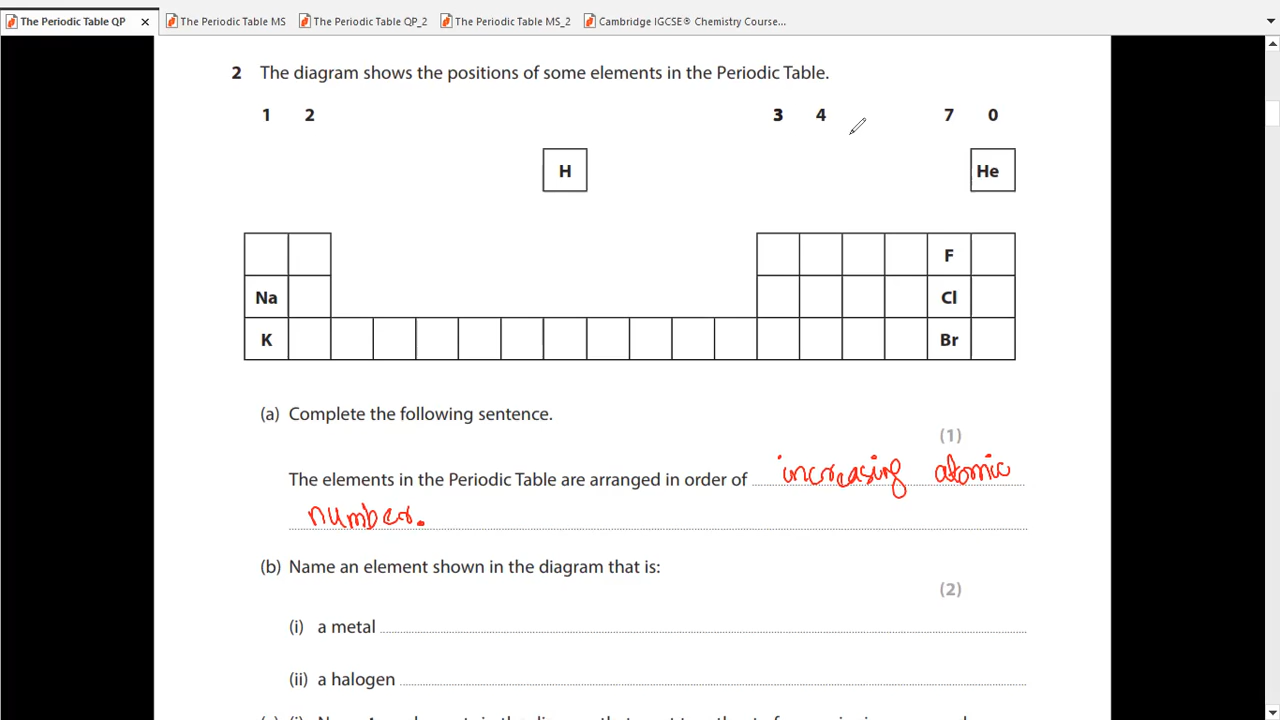 The Periodic Table QP × The Periodic Table MS The Periodic Table QP_2 The Periodic Table MS_2 Cambridge IGCSE® Chemistry Course...
2 The diagram shows the positions of some elements in the Periodic Table.
1 2 3 4 7 0
H He
F
Na Cl
K Br
(a) Complete the following sentence.
(1)
The elements in the Periodic Table are arranged in order of increasing atomic
number.
(b) Name an element shown in the diagram that is:
(2)
(i) a metal
(ii) a halogen